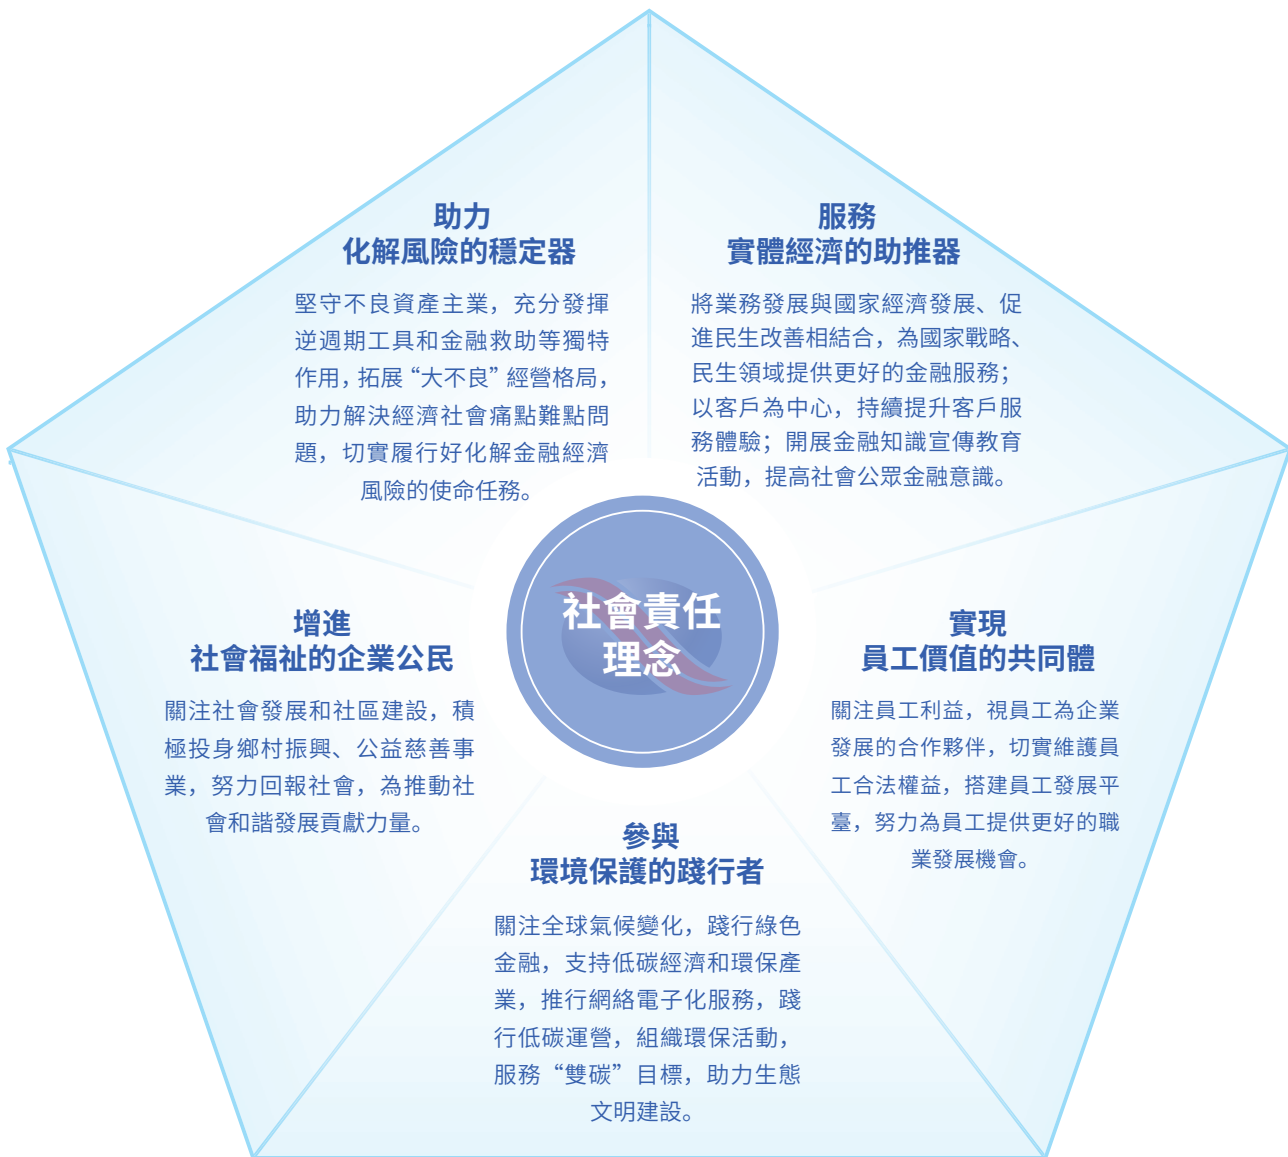 助力
化解風險的穩定器
堅守不良資產主業，充分發揮
逆週期工具和金融救助等獨特
作用，拓展“大不良”經營格局，
助力解決經濟社會痛點難點問
題，切實履行好化解金融經濟
風險的使命任務。
服務
實體經濟的助推器
將業務發展與國家經濟發展、促
進民生改善相結合，為國家戰略、
民生領域提供更好的金融服務；
以客戶為中心，持續提升客戶服
務體驗；開展金融知識宣傳教育
活動，提高社會公眾金融意識。
社會責任
理念
增進
社會福祉的企業公民
關注社會發展和社區建設，積
極投身鄉村振興、公益慈善事
業，努力回報社會，為推動社
會和諧發展貢獻力量。
實現
員工價值的共同體
關注員工利益，視員工為企業
發展的合作夥伴，切實維護員
工合法權益，搭建員工發展平
臺，努力為員工提供更好的職
業發展機會。
參與
環境保護的踐行者
關注全球氣候變化，踐行綠色
金融，支持低碳經濟和環保產
業，推行網絡電子化服務，踐
行低碳運營，組織環保活動，
服務“雙碳”目標，助力生態
文明建設。